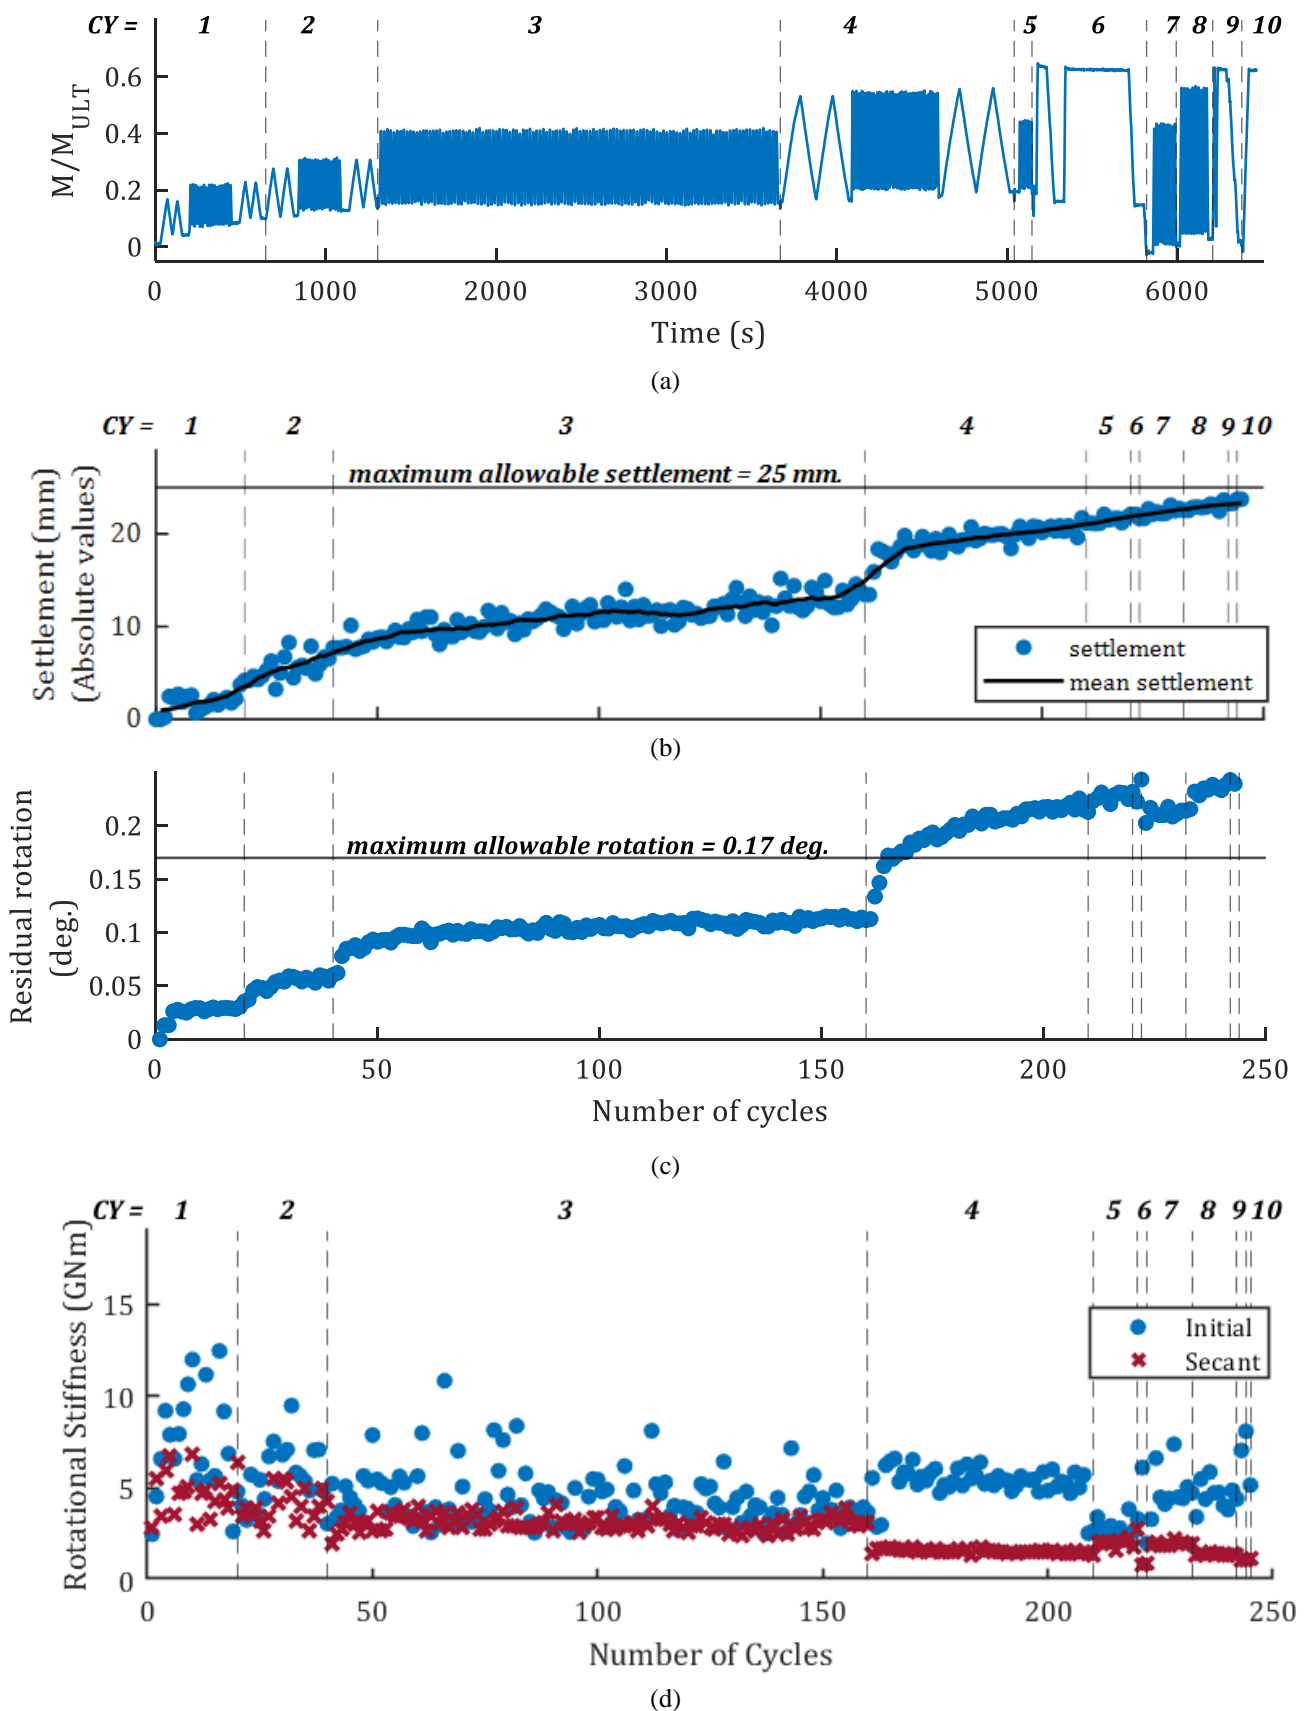 CY = 1 2 3 4 5 6 7 8 9 10
M/M_ULT
0.6
0.4
0.2
0
0 1000 2000 3000 4000 5000 6000
Time (s)
(a)
CY = 1 2 3 4 5 6 7 8 9 10
Settlement (mm)
(Absolute values)
maximum allowable settlement = 25 mm.
20
10
0
settlement
mean settlement
(b)
Residual rotation
(deg.)
0.2
maximum allowable rotation = 0.17 deg.
0.15
0.1
0.05
0
0 50 100 150 200 250
Number of cycles
(c)
CY = 1 2 3 4 5 6 7 8 9 10
Rotational Stiffness (GNm)
15
10
5
0
Initial
Secant
0 50 100 150 200 250
Number of Cycles
(d)